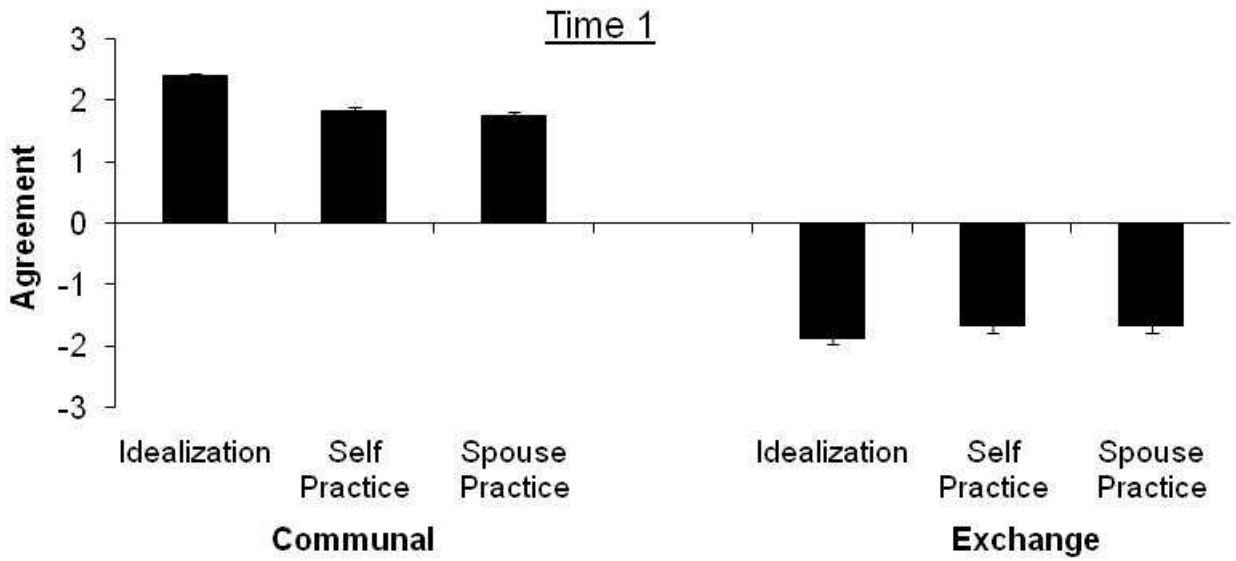 Time 1
3
2
1
0
-1
-2
-3
Agreement
Idealization
Self
Practice
Spouse
Practice
Idealization
Self
Practice
Spouse
Practice
Communal
Exchange